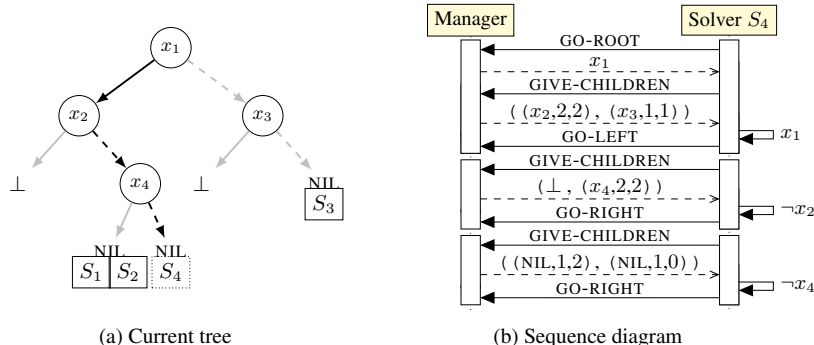 x₁
x₂
x₃
⊥
x₄
⊥
NIL
S₃
NIL
NIL
S₁
S₂
S₄
(a) Current tree
Manager
Solver S₄
GO-ROOT
x₁
GIVE-CHILDREN
((x₂,2,2), (x₃,1,1))
GO-LEFT
x₁
GIVE-CHILDREN
(⊥, (x₄,2,2))
GO-RIGHT
¬x₂
GIVE-CHILDREN
((NIL,1,2), (NIL,1,0))
GO-RIGHT
¬x₄
(b) Sequence diagram